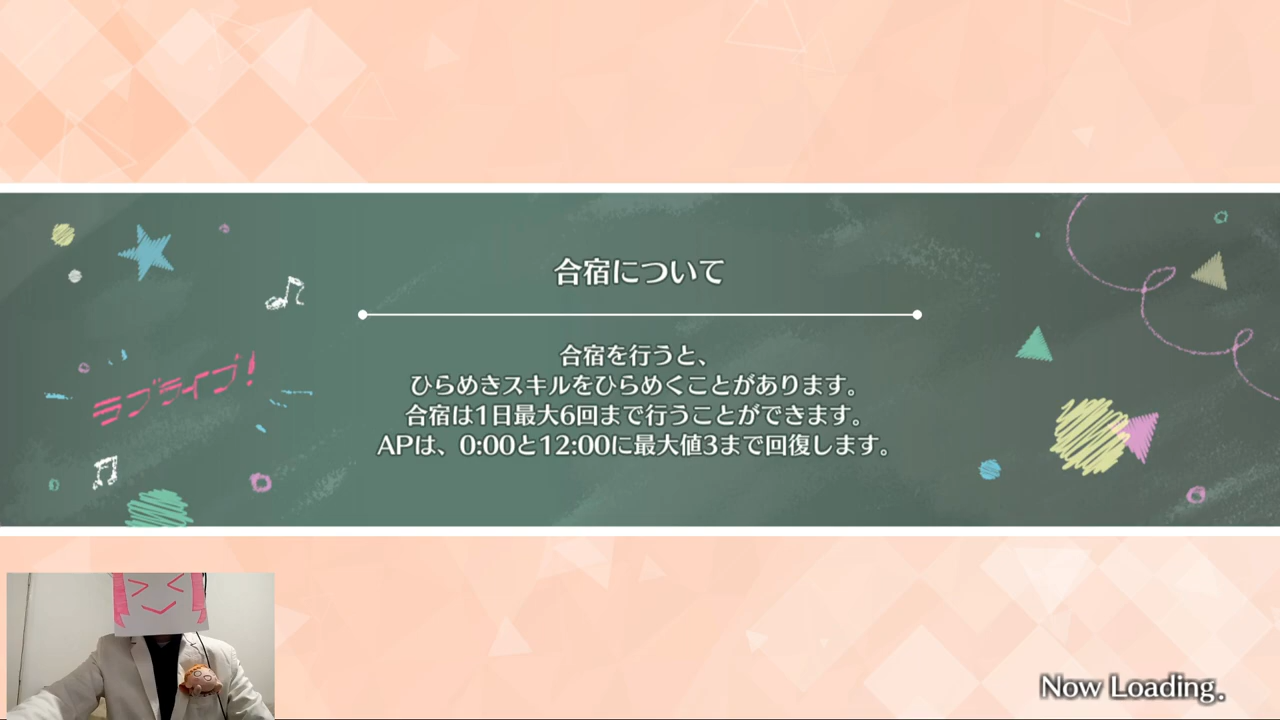 合宿について
合宿を行うと、
ひらめきスキルをひらめくことがあります。
合宿は1日最大6回まで行うことができます。
APは、0:00と12:00に最大値3まで回復します。
ラブライブ!
Now Loading.